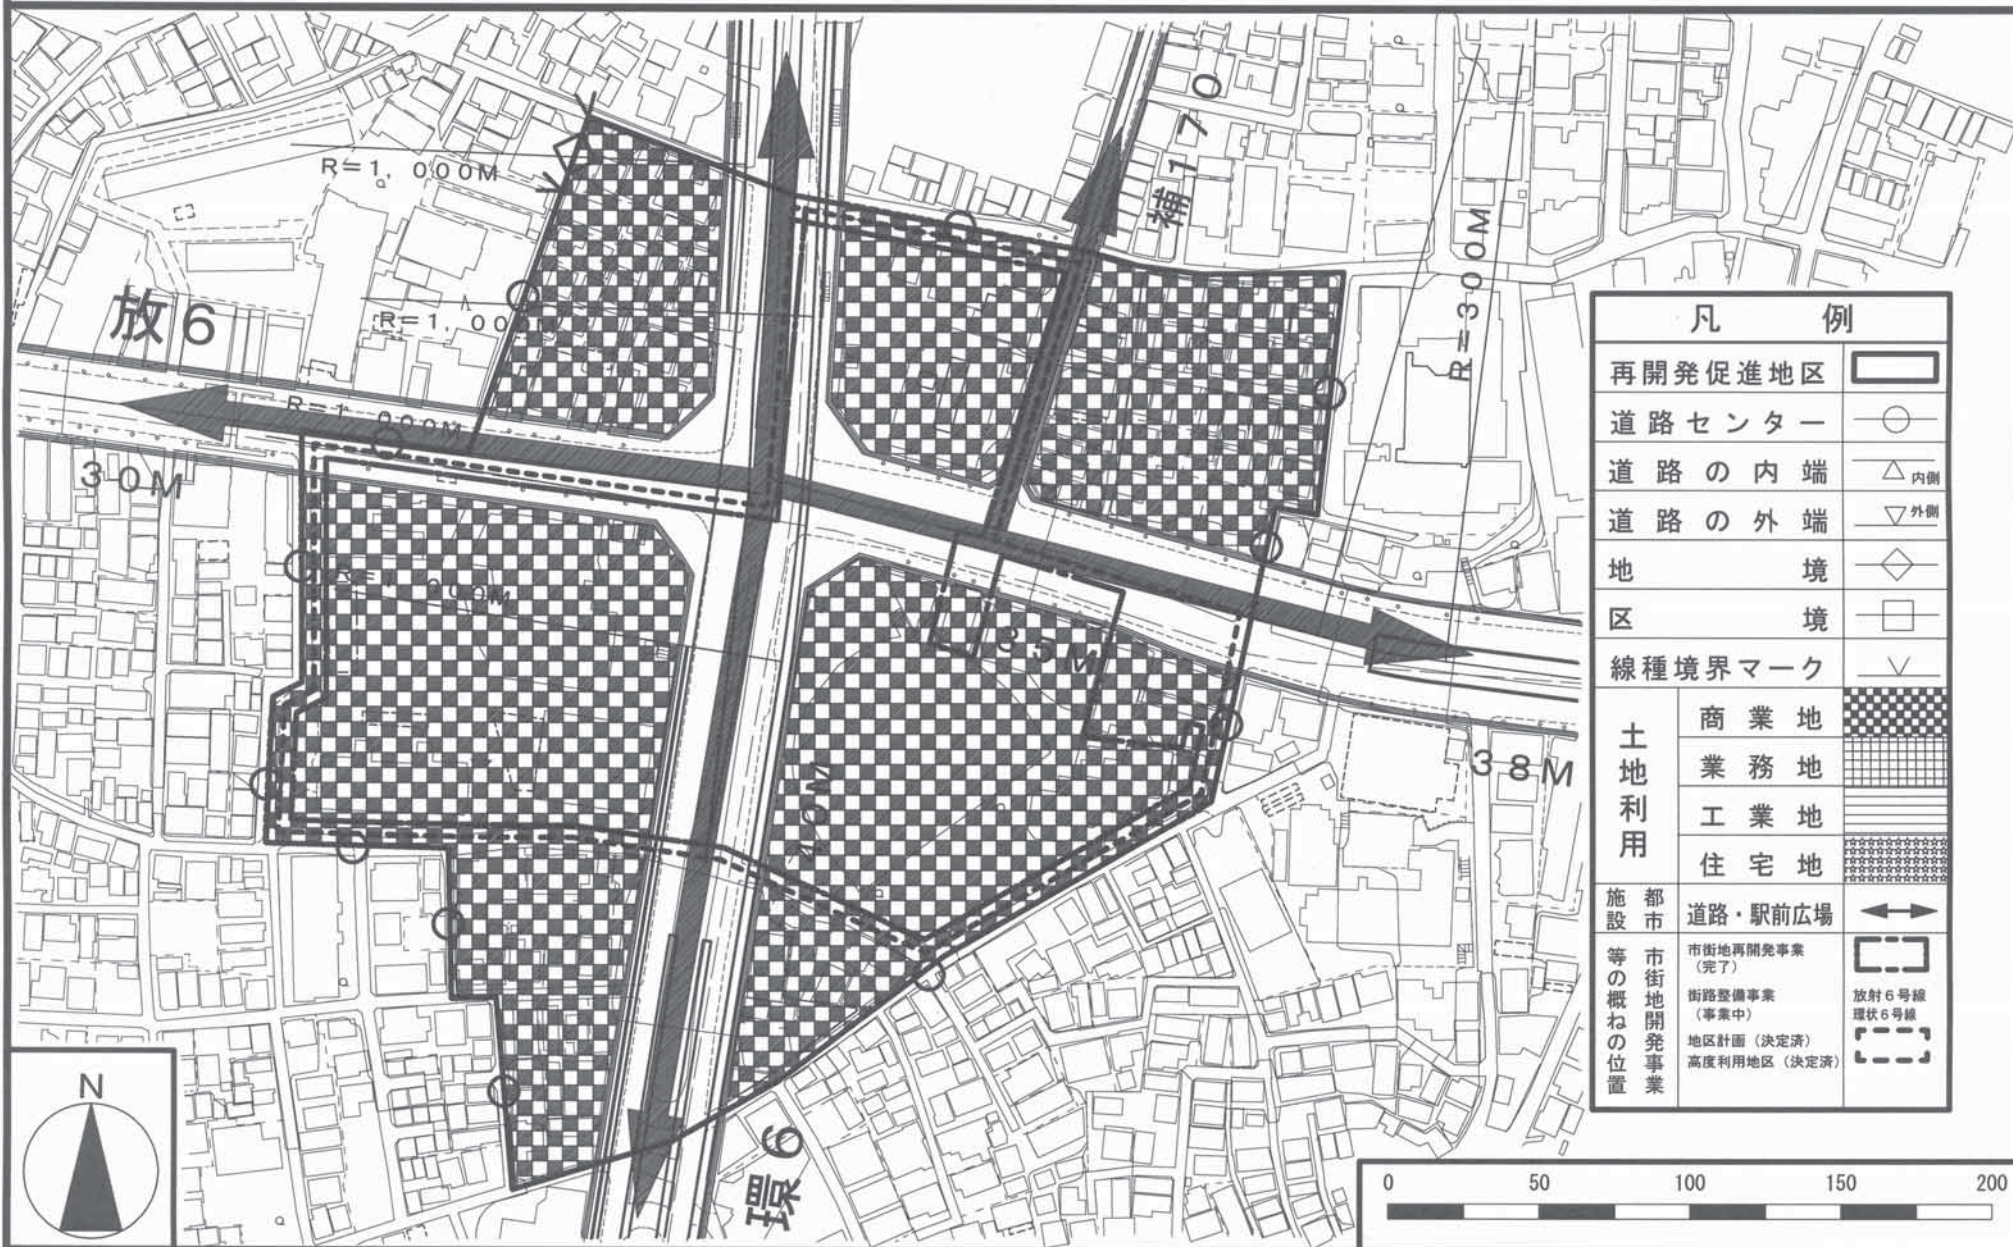 R=1,000M
補170
R=300M
放6
R=1,000M
R=1,000M
30M
R=1,000M
35M
38M
40M
環6
N
凡例
再開発促進地区
道路センター
道路の内端
内側
道路の外端
外側
地境
区境
線種境界マーク
土地利用
商業地
業務地
工業地
住宅地
都市施設
道路・駅前広場
市街地開発事業等の概ねの位置
市街地再開発事業
(完了)
街路整備事業
(事業中)
放射6号線
環状6号線
地区計画(決定済)
高度利用地区(決定済)
0 50 100 150 200